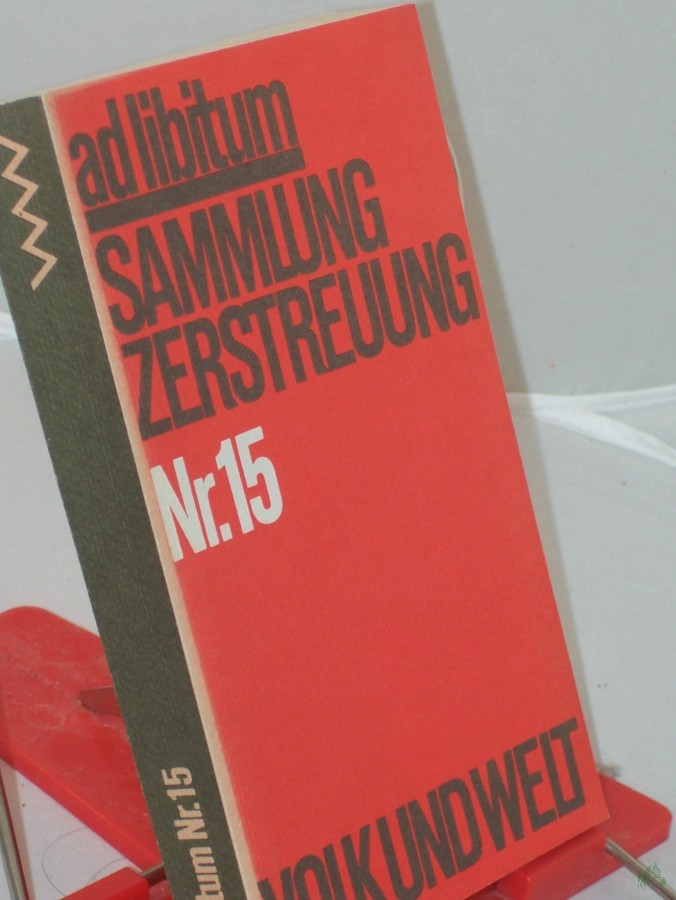 ad libitum
SAMMLUNG
ZERSTREUUNG
Nr.15
VOLK UND WELT
tum Nr.15